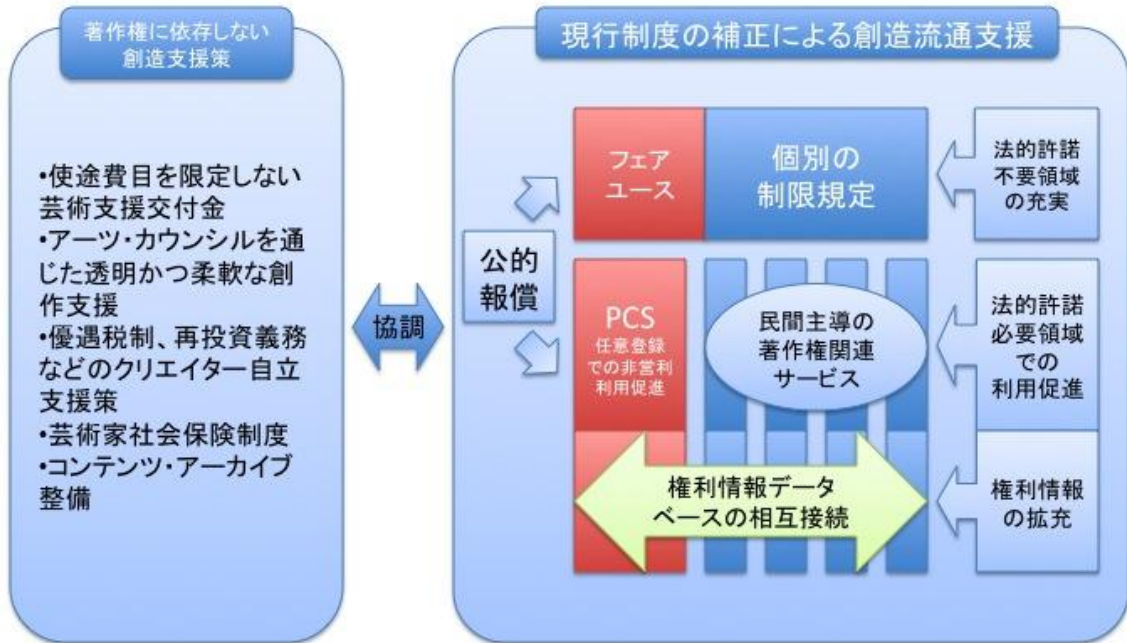 著作権に依存しない
創造支援策
•使途費目を限定しない
芸術支援交付金
•アーツ・カウンシルを通
じた透明かつ柔軟な創
作支援
•優遇税制、再投資義務
などのクリエイター自立
支援策
•芸術家社会保険制度
•コンテンツ・アーカイブ
整備
協調
現行制度の補正による創造流通支援
公的
報償
フェア
ユース
個別の
制限規定
法的許諾
不要領域
の充実
PCS
任意登録
での非営利
利用促進
民間主導の
著作権関連
サービス
法的許諾
必要領域
での
利用促進
権利情報データ
ベースの相互接続
権利情報
の拡充